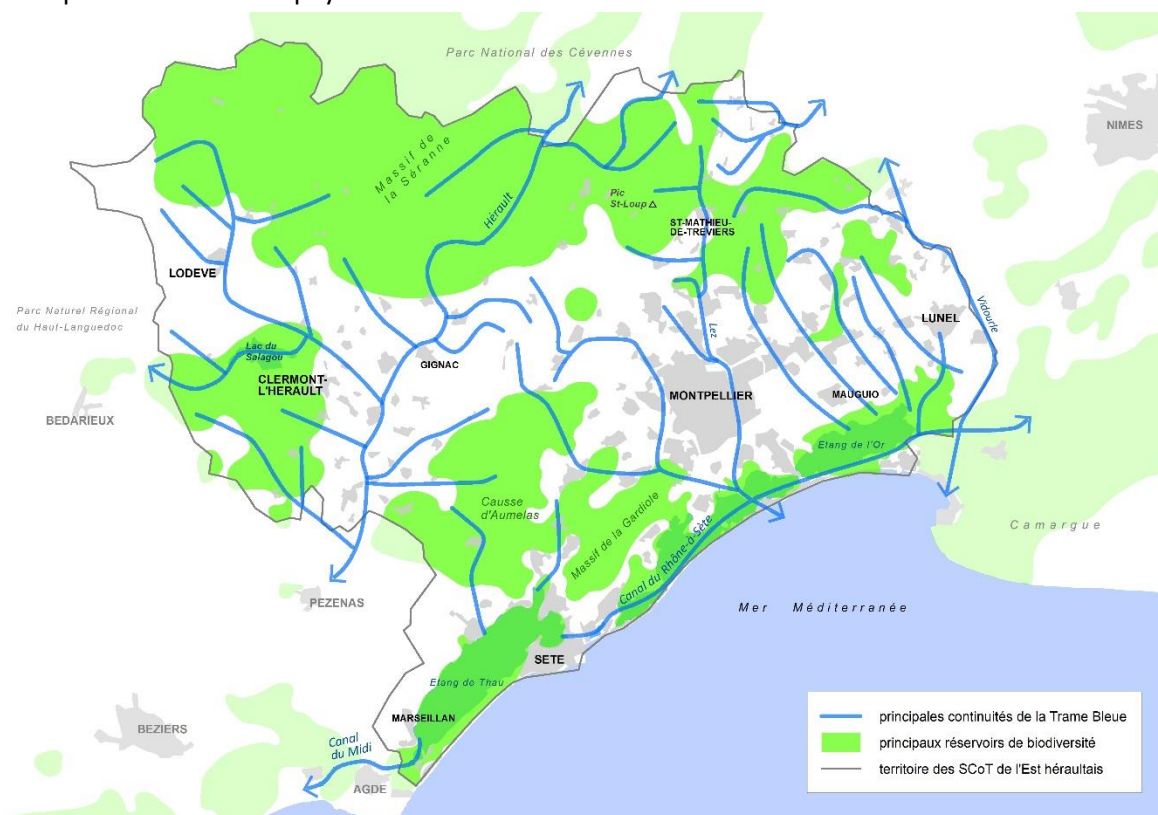 Parc National des Cévennes
NIMES
Massif de
la Séranne
Hérault
Pic
St-Loup
ST-MATHIEU-
DE-TREVIERS
LODEVE
Parc Naturel Régional
du Haut-Languedoc
Vidourle
LUNEL
Lez
Lac du
Salagou
GIGNAC
CLERMONT-
L'HERAULT
MONTPELLIER
MAUGUIO
BEDARIEUX
Etang de l'Or
Causse
d'Aumelas
Massif de la Gardiole
Camargue
Canal du Rhône-à-Sète
PEZENAS
Mer Méditerranée
SETE
Etang de Thau
MARSEILLAN
BEZIERS
Canal
du Midi
AGDE
principales continuités de la Trame Bleue
principaux réservoirs de biodiversité
territoire des SCoT de l'Est héraultais